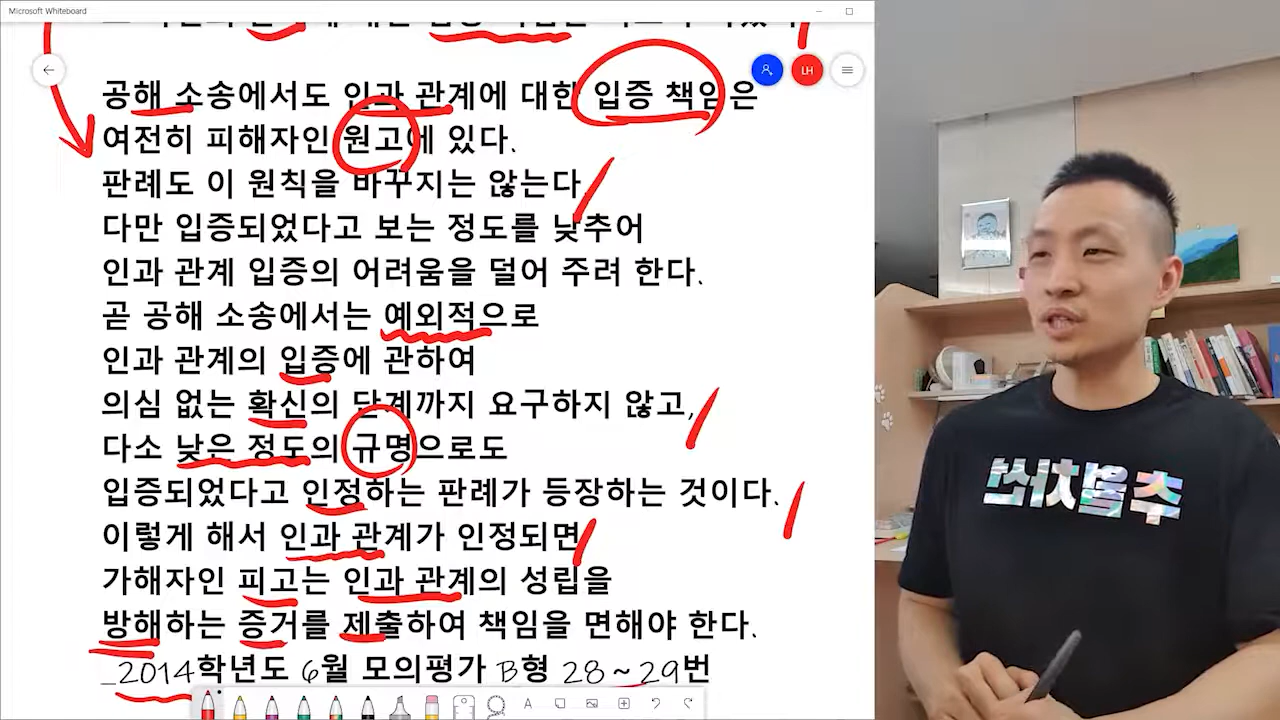 Microsoft Whiteboard
공해 소송에서도 인과 관계에 대한 입증 책임은
LH
여전히 피해자인 원고에 있다.
판례도 이 원칙을 바꾸지는 않는다.
다만 입증되었다고 보는 정도를 낮추어
인과 관계 입증의 어려움을 덜어 주려 한다.
곧 공해 소송에서는 예외적으로
인과 관계의 입증에 관하여
의심 없는 확신의 단계까지 요구하지 않고,
다소 낮은 정도의 규명으로도
입증되었다고 인정하는 판례가 등장하는 것이다.
이렇게 해서 인과 관계가 인정되면
가해자인 피고는 인과 관계의 성립을
방해하는 증거를 제출하여 책임을 면해야 한다.
_2014학년도 6월 모의평가 B형 28~29번